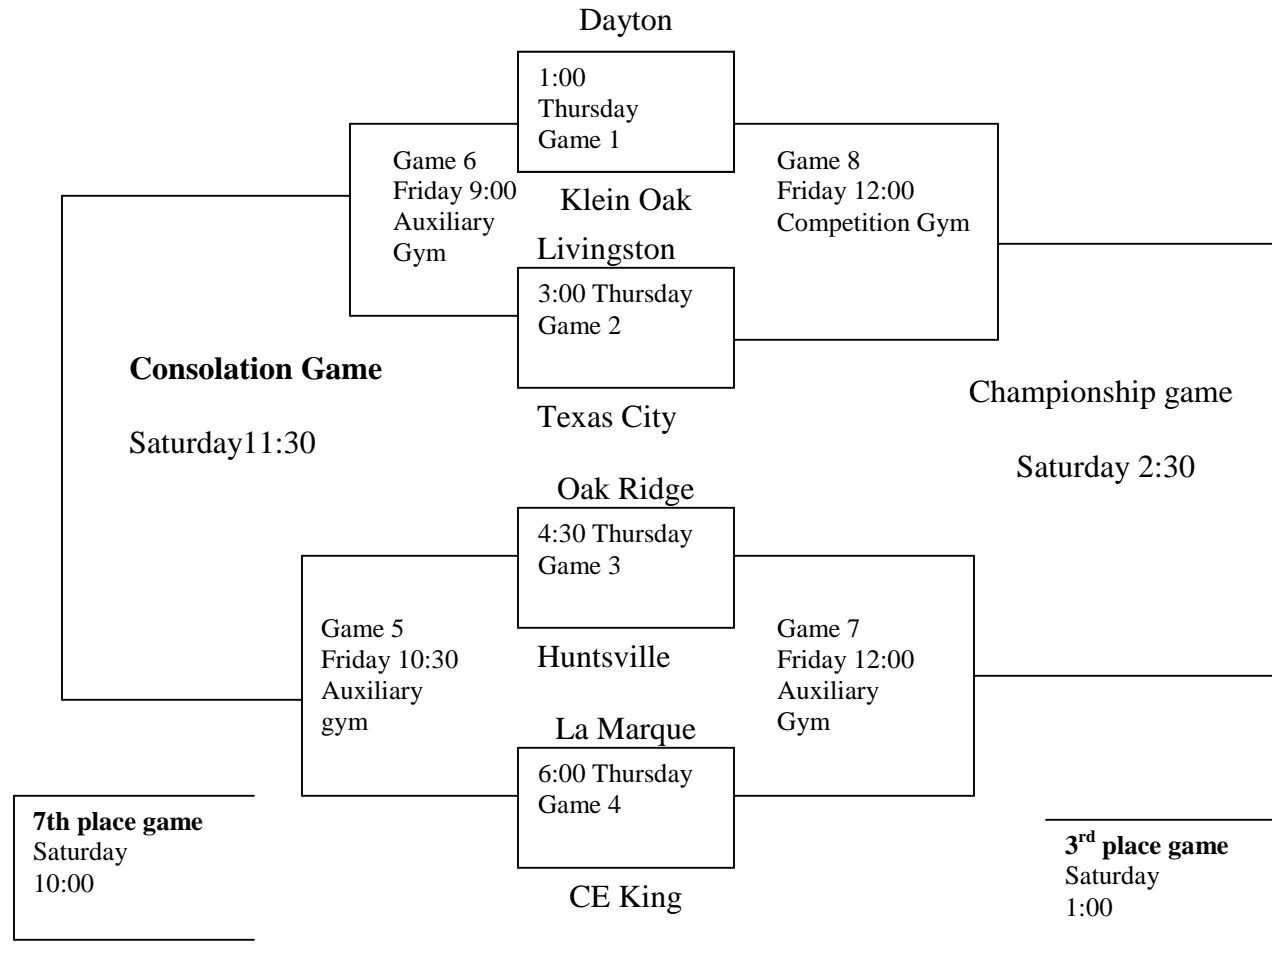 Dayton
1:00
Thursday
Game 1
Game 6
Friday 9:00
Auxiliary
Gym
Game 8
Friday 12:00
Competition Gym
Klein Oak
Livingston
3:00 Thursday
Game 2
Consolation Game
Saturday11:30
Texas City
Championship game
Saturday 2:30
Oak Ridge
4:30 Thursday
Game 3
Game 5
Friday 10:30
Auxiliary
gym
Huntsville
Game 7
Friday 12:00
Auxiliary
Gym
La Marque
6:00 Thursday
Game 4
7th place game
Saturday
10:00
CE King
3rd place game
Saturday
1:00